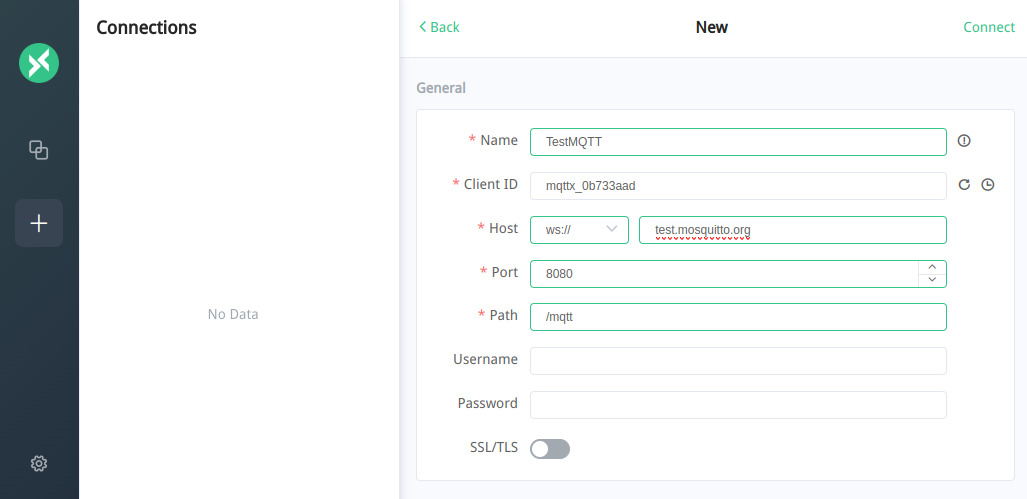 Connections
Back
New
Connect
General
* Name
TestMQTT
* Client ID
mqttx_0b733aad
* Host
ws://
test.mosquitto.org
* Port
8080
* Path
/mqtt
Username
Password
SSL/TLS
No Data